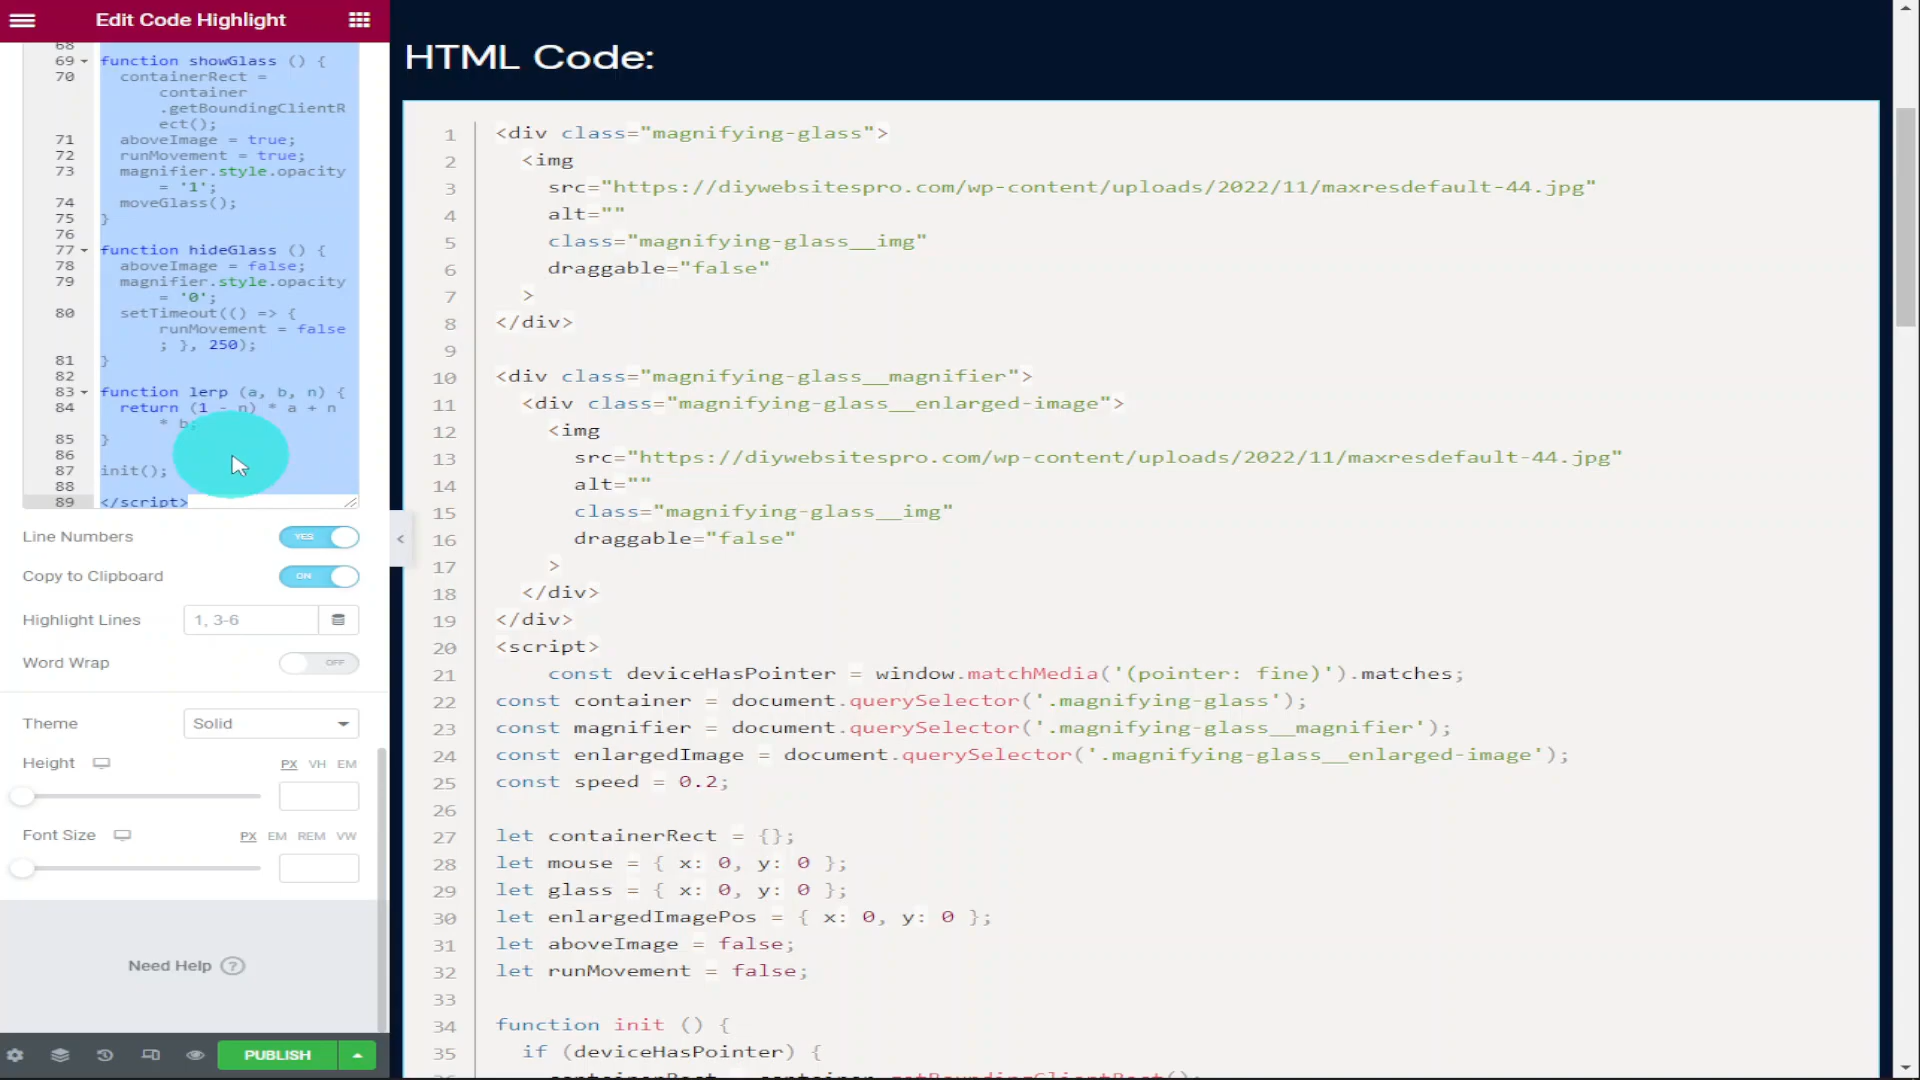 Edit Code Highlight
68
69 function showGlass () {
70 containerRect =
container
.getBoundingClientR
ect();
71 aboveImage = true;
72 runMovement = true;
73 magnifier.style.opacity
= '1';
74 moveGlass();
75 }
76
77 function hideGlass () {
78 aboveImage = false;
79 magnifier.style.opacity
= '0';
80 setTimeout(() => {
runMovement = false
; }, 250);
81 }
82
83 function lerp (a, b, n) {
84 return (1 - n) * a + n
* b;
85 }
86
87 init();
88
89 </script>
Line Numbers YES
Copy to Clipboard ON
Highlight Lines 1, 3-6
Word Wrap OFF
Theme Solid
Height PX VH EM
Font Size PX EM REM VW
Need Help ?
PUBLISH
HTML Code:
1 <div class="magnifying-glass">
2 <img
3 src="https://diywebsitespro.com/wp-content/uploads/2022/11/maxresdefault-44.jpg"
4 alt=""
5 class="magnifying-glass__img"
6 draggable="false"
7 >
8 </div>
9
10 <div class="magnifying-glass__magnifier">
11 <div class="magnifying-glass__enlarged-image">
12 <img
13 src="https://diywebsitespro.com/wp-content/uploads/2022/11/maxresdefault-44.jpg"
14 alt=""
15 class="magnifying-glass__img"
16 draggable="false"
17 >
18 </div>
19 </div>
20 <script>
21 const deviceHasPointer = window.matchMedia('(pointer: fine)').matches;
22 const container = document.querySelector('.magnifying-glass');
23 const magnifier = document.querySelector('.magnifying-glass__magnifier');
24 const enlargedImage = document.querySelector('.magnifying-glass__enlarged-image');
25 const speed = 0.2;
26
27 let containerRect = {};
28 let mouse = { x: 0, y: 0 };
29 let glass = { x: 0, y: 0 };
30 let enlargedImagePos = { x: 0, y: 0 };
31 let aboveImage = false;
32 let runMovement = false;
33
34 function init () {
35 if (deviceHasPointer) {
containerRect = container.getBoundingClientRect();